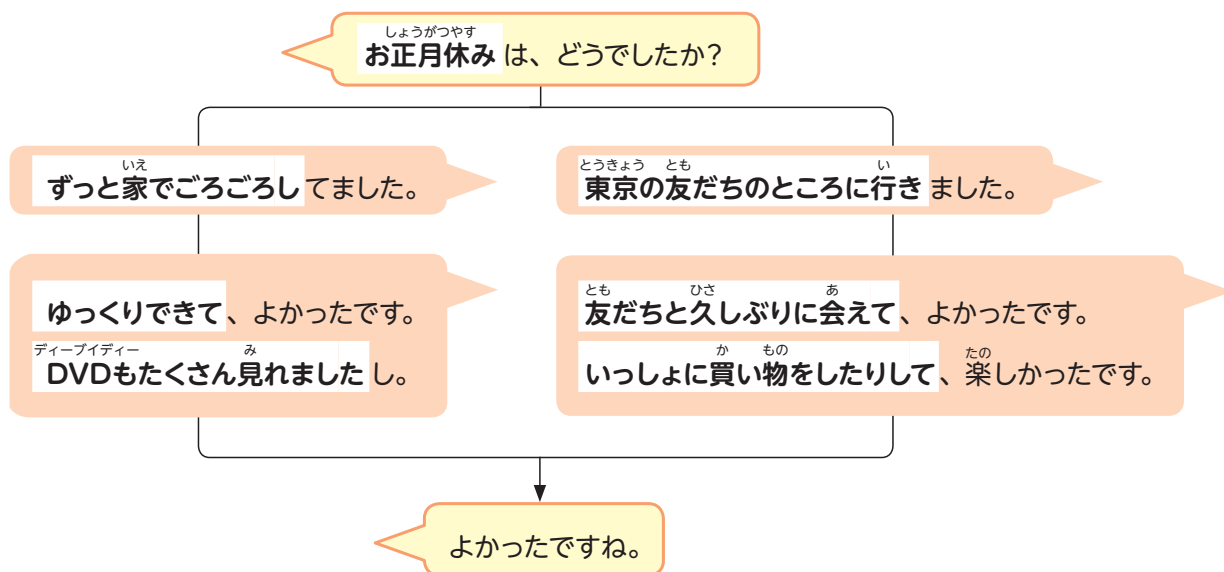 しょうがつやす
お正月休みは、どうでしたか？
いえ
ずっと家でごろごろしてました。
とうきょう とも い
東京の友だちのところに行きました。
ゆっくりできて、よかったです。
ディーブイディー み
DVDもたくさん見れましたし。
とも ひさ あ
友だちと久しぶりに会えて、よかったです。
か もの たの
いっしょに買い物をしたりして、楽しかったです。
よかったですね。